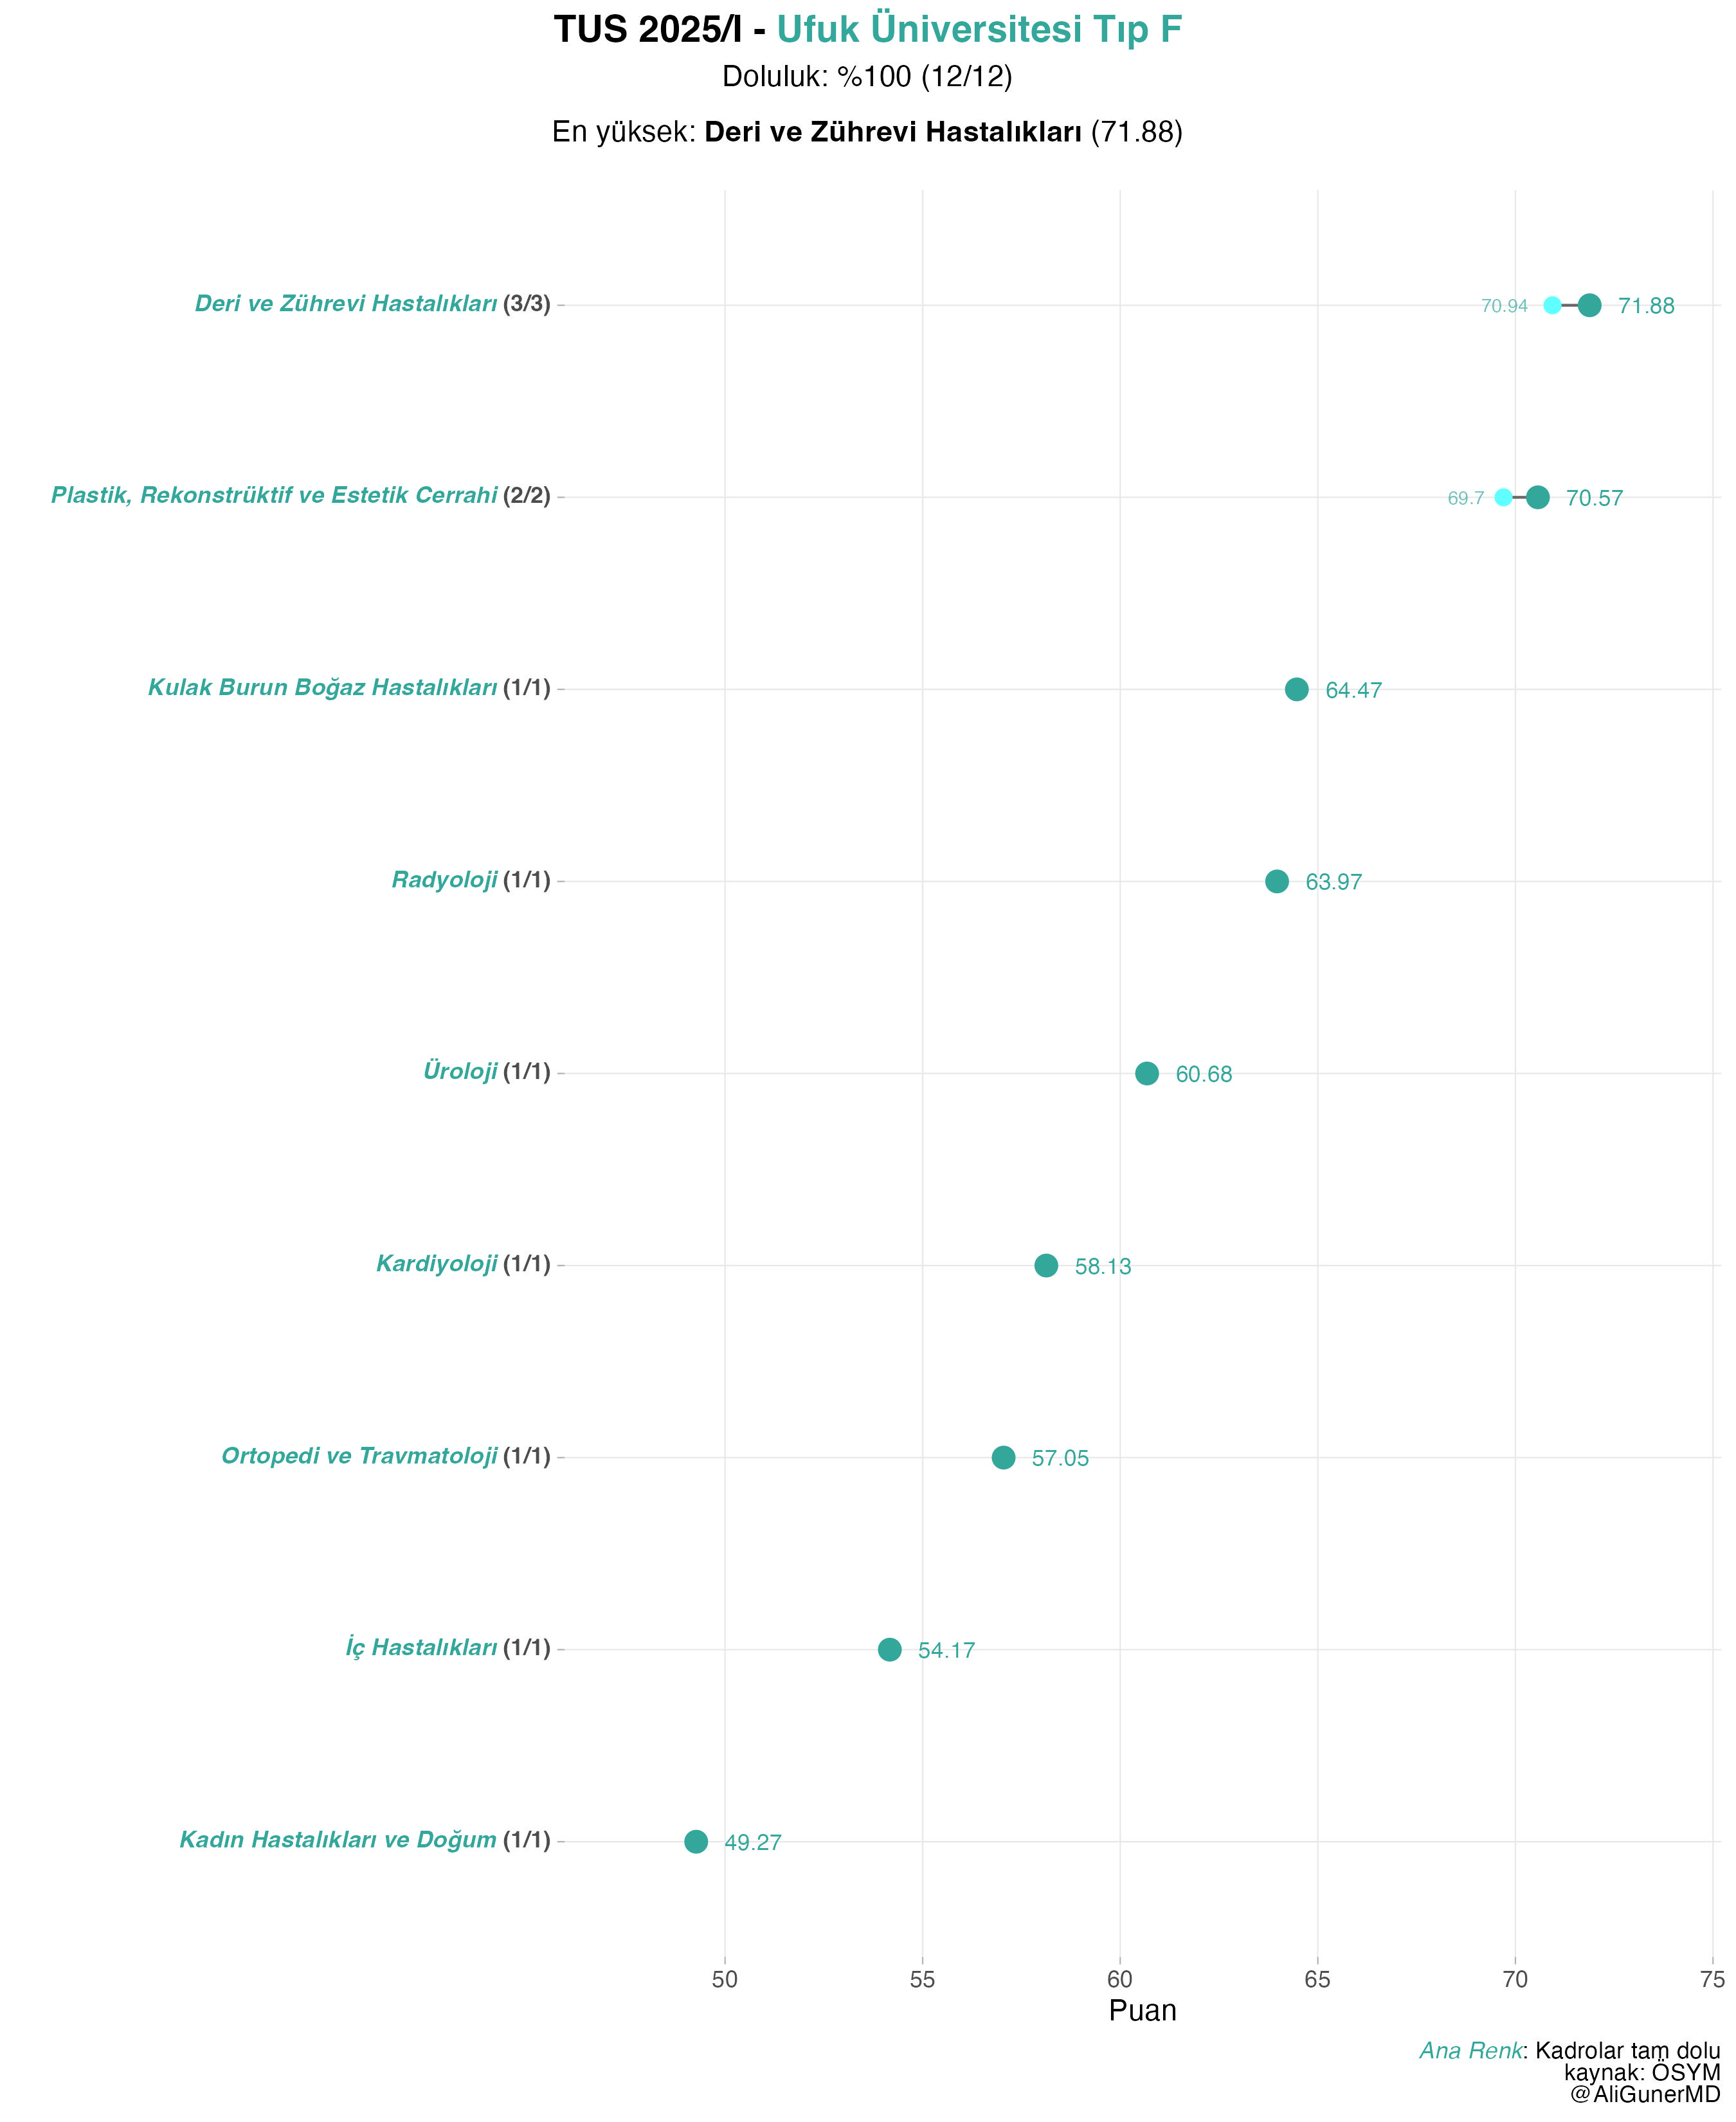 TUS 2025/I - Ufuk Üniversitesi Tıp F
Doluluk: %100 (12/12)
En yüksek: Deri ve Zührevi Hastalıkları (71.88)
Deri ve Zührevi Hastalıkları (3/3) 70.94 71.88
Plastik, Rekonstrüktif ve Estetik Cerrahi (2/2) 69.7 70.57
Kulak Burun Boğaz Hastalıkları (1/1) 64.47
Radyoloji (1/1) 63.97
Üroloji (1/1) 60.68
Kardiyoloji (1/1) 58.13
Ortopedi ve Travmatoloji (1/1) 57.05
İç Hastalıkları (1/1) 54.17
Kadın Hastalıkları ve Doğum (1/1) 49.27
50 55 60 65 70 75
Puan
Ana Renk: Kadrolar tam dolu
kaynak: ÖSYM
@AliGunerMD